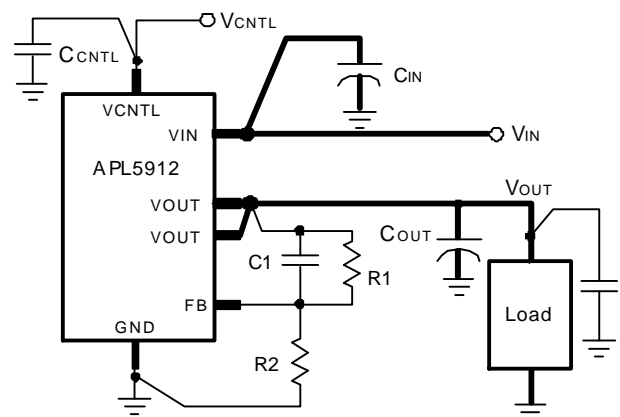 VCNTL
CCNTL
CIN
VCNTL
VIN
VIN
APL5912
VOUT
VOUT
VOUT
COUT
C1
R1
FB
Load
GND
R2